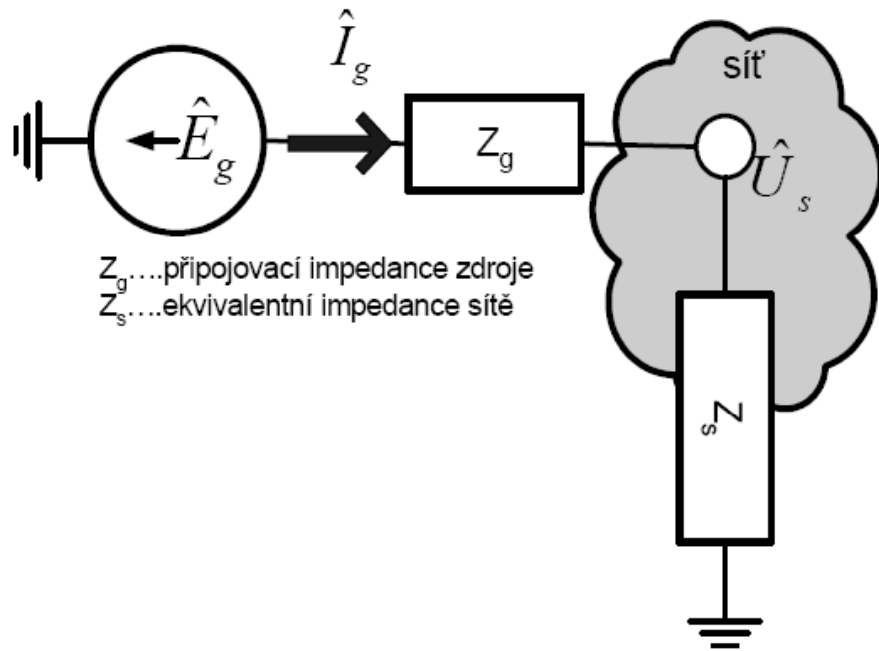 Î_g
síť
Ê_g
Z_g
Û_s
Z_g....připojovací impedance zdroje
Z_s....ekvivalentní impedance sítě
Z_s